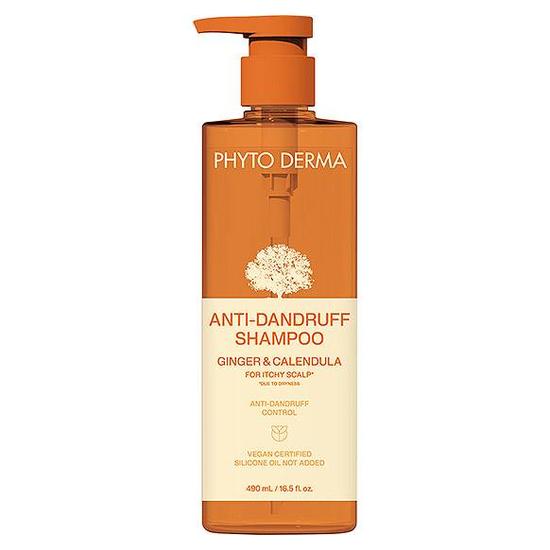 PHYTO DERMA
ANTI-DANDRUFF
SHAMPOO
GINGER & CALENDULA
FOR ITCHY SCALP*
*DUE TO DRYNESS
ANTI-DANDRUFF
CONTROL
VEGAN CERTIFIED
SILICONE OIL NOT ADDED
490 mL / 16.5 fl. oz.